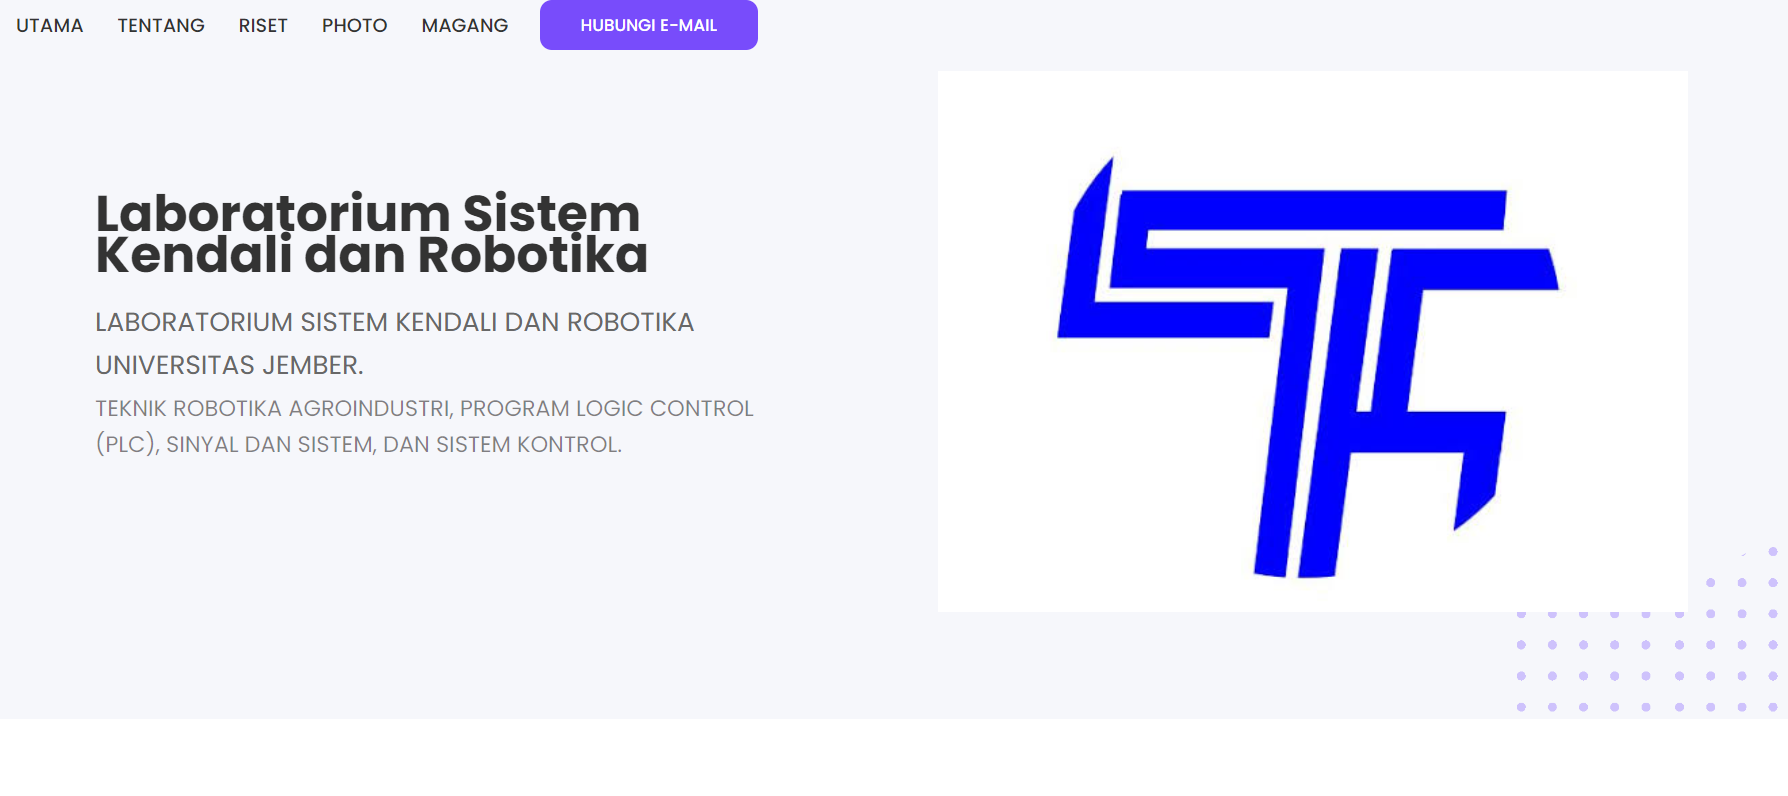 UTAMA TENTANG RISET PHOTO MAGANG HUBUNGI E-MAIL
Laboratorium Sistem
Kendali dan Robotika
LABORATORIUM SISTEM KENDALI DAN ROBOTIKA
UNIVERSITAS JEMBER.
TEKNIK ROBOTIKA AGROINDUSTRI, PROGRAM LOGIC CONTROL
(PLC), SINYAL DAN SISTEM, DAN SISTEM KONTROL.